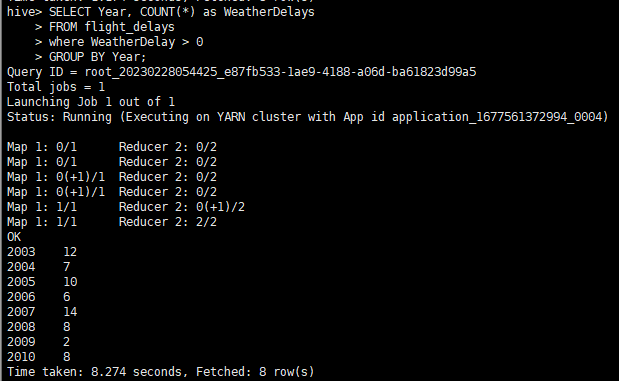 hive> SELECT Year, COUNT(*) as WeatherDelays
    > FROM flight_delays
    > where WeatherDelay > 0
    > GROUP BY Year;
Query ID = root_20230228054425_e87fb533-1ae9-4188-a06d-ba61823d99a5
Total jobs = 1
Launching Job 1 out of 1
Status: Running (Executing on YARN cluster with App id application_1677561372994_0004)

Map 1: 0/1      Reducer 2: 0/2
Map 1: 0/1      Reducer 2: 0/2
Map 1: 0(+1)/1  Reducer 2: 0/2
Map 1: 0(+1)/1  Reducer 2: 0/2
Map 1: 1/1      Reducer 2: 0(+1)/2
Map 1: 1/1      Reducer 2: 2/2
OK
2003    12
2004    7
2005    10
2006    6
2007    14
2008    8
2009    2
2010    8
Time taken: 8.274 seconds, Fetched: 8 row(s)